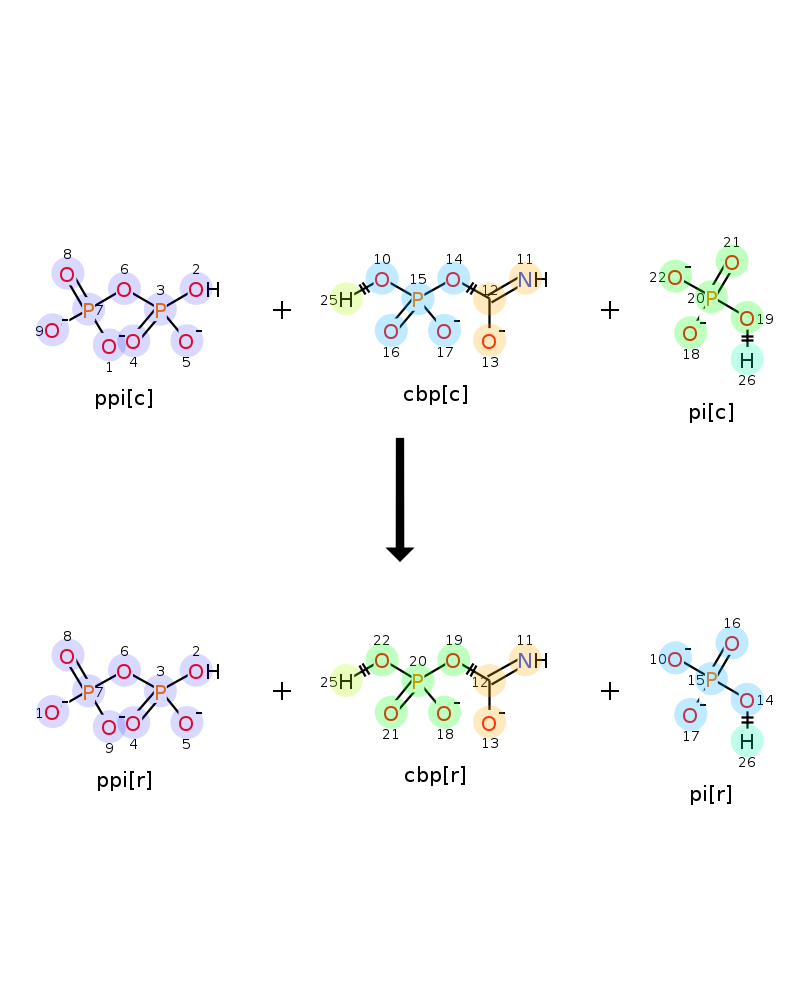 8 6 2 10 15 14 11 21
O O OH O P O NH O
7 3 12 22 O- 20 P
P P 25 H O 19
9 O- O- O O- O O- O O- H
1 4 5 16 17 13 18 26
+ +
ppi[c] cbp[c] pi[c]
8 6 2 22 20 19 11 16
O O OH O P O NH O
7 3 12 10 O- 15 P
P P 25 H O 14
1 O- O- O O- O O- O O- H
9 4 5 21 18 13 17 26
+ +
ppi[r] cbp[r] pi[r]